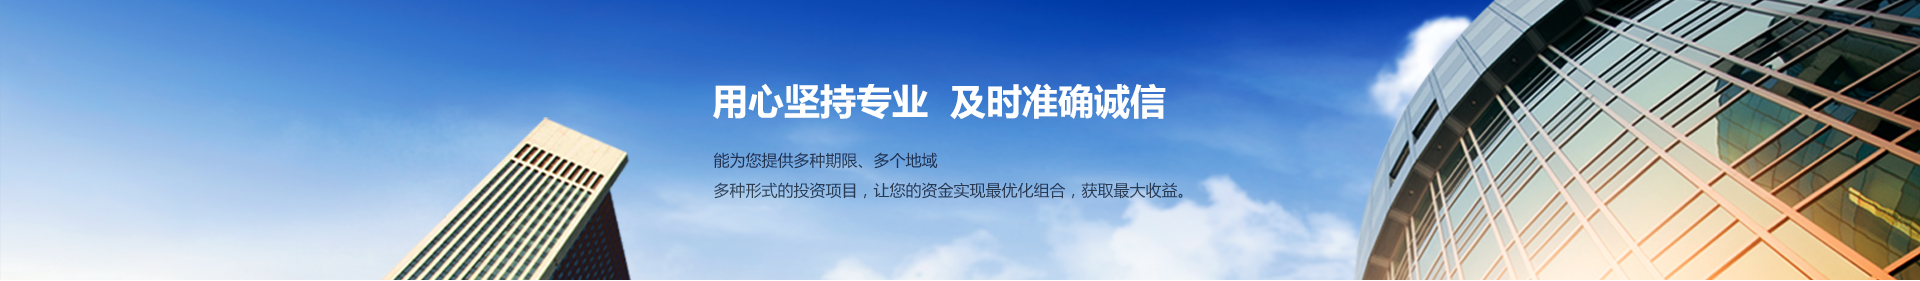 用心坚持专业 及时准确诚信
能为您提供多种期限、多个地域
多种形式的投资项目，让您的资金实现最优化组合，获取最大收益。